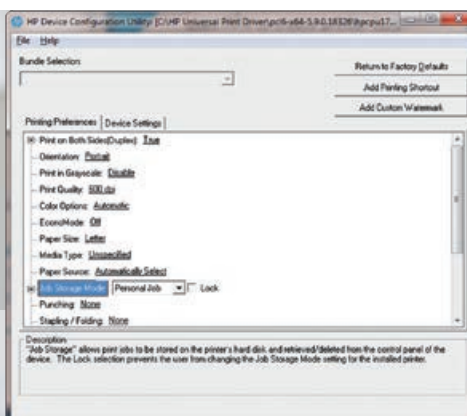 HP Device Configuration Utility: [C:\HP Universal Print Driver\pcl6-x64-5.9.0.18326\hpcpu17...
File Help
Bundle Selection:
Return to Factory Defaults
Add Printing Shortcut
Add Custom Watermark
Printing Preferences Device Settings
Print on Both Sides(Duplex): True
Orientation: Portrait
Print in Grayscale: Disable
Print Quality: 600 dpi
Color Options: Automatic
EconoMode: Off
Paper Size: Letter
Media Type: Unspecified
Paper Source: Automatically Select
Job Storage Mode: Personal Job Lock
Punching: None
Stapling / Folding: None
Description
"Job Storage" allows print jobs to be stored on the printer's hard disk and retrieved/deleted from the control panel of the
device. The Lock selection prevents the user from changing the Job Storage Mode setting for the installed printer.